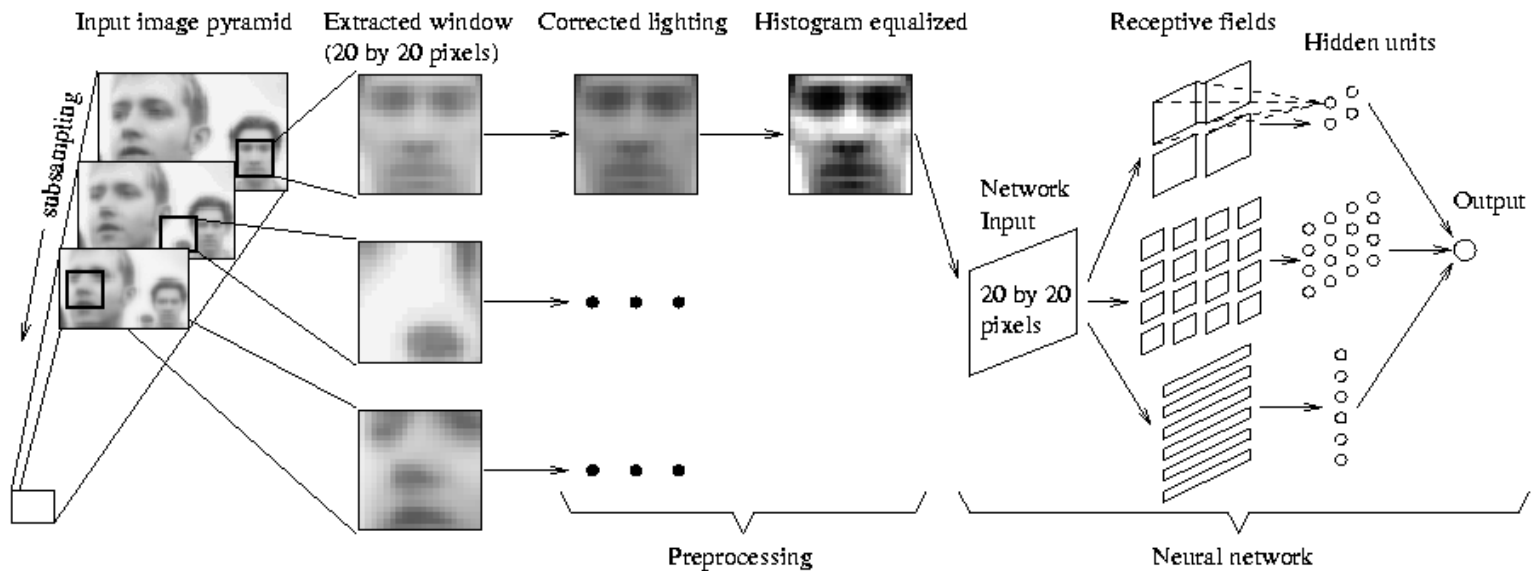 Input image pyramid
Extracted window
(20 by 20 pixels)
Corrected lighting
Histogram equalized
Receptive fields
Hidden units
subsampling
Network
Input
Output
20 by 20
pixels
Preprocessing
Neural network